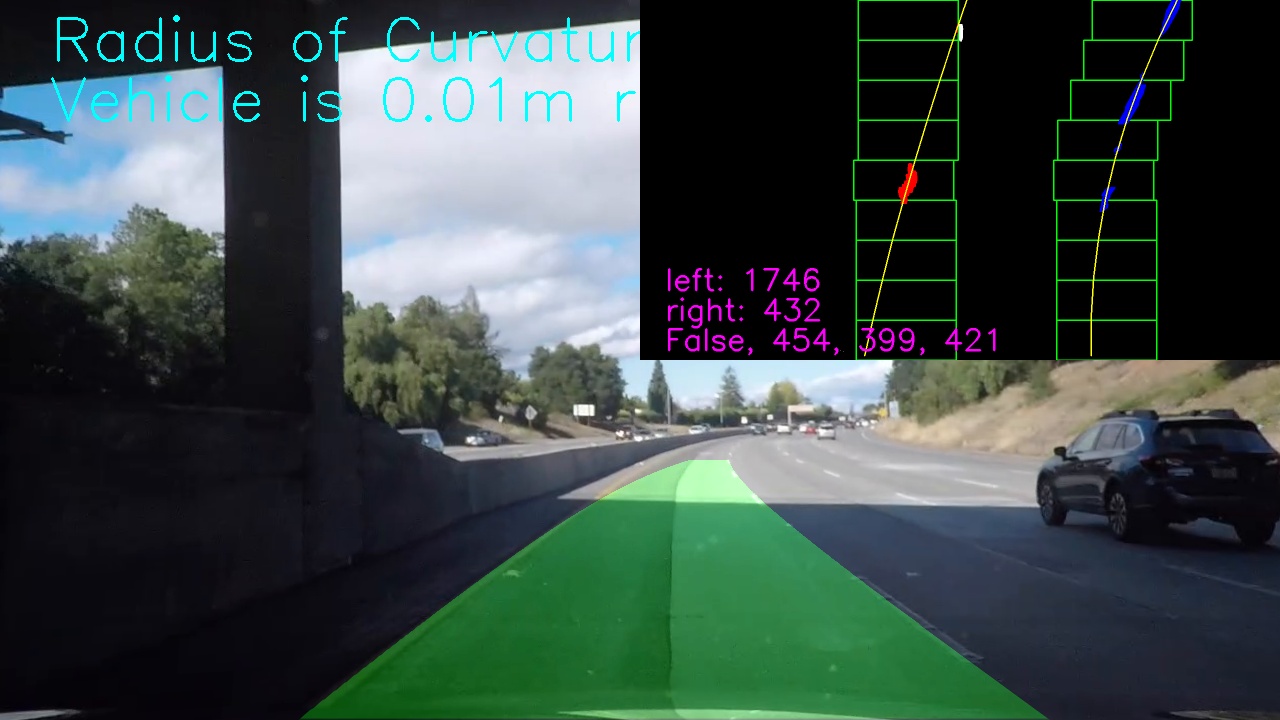 Radius of Curvatur
Vehicle is 0.01m r
left: 1746
right: 432
False, 454, 399, 421